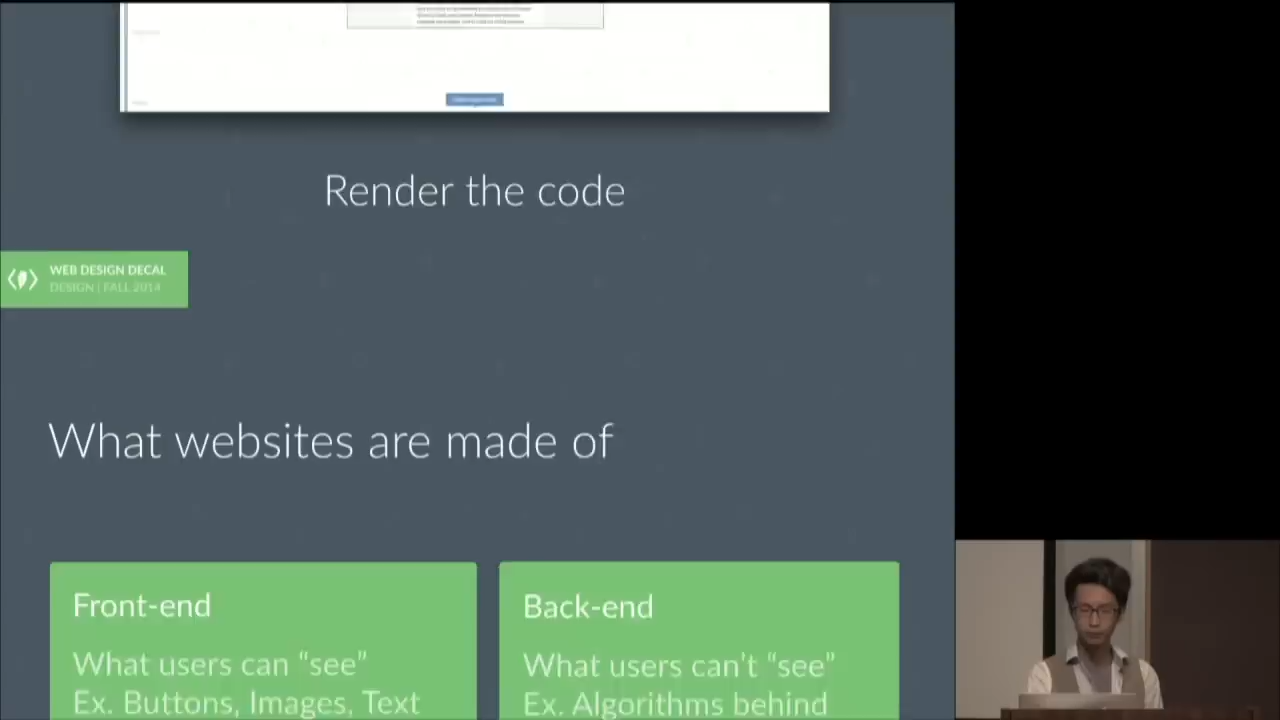 Render the code
WEB DESIGN DECAL
DESIGN | FALL 2014
What websites are made of
Front-end
What users can “see”
Ex. Buttons, Images, Text
Back-end
What users can’t “see”
Ex. Algorithms behind